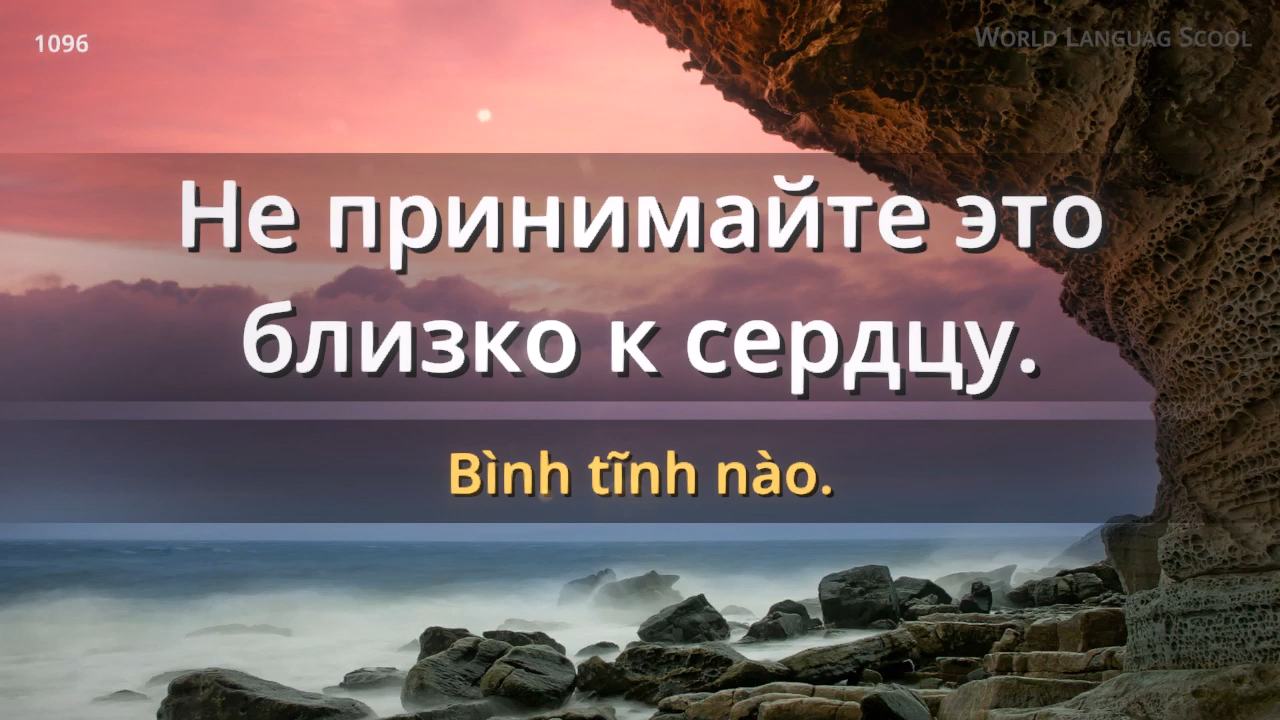 1096
World Languag Scool
Не принимайте это
близко к сердцу.
Bình tĩnh nào.